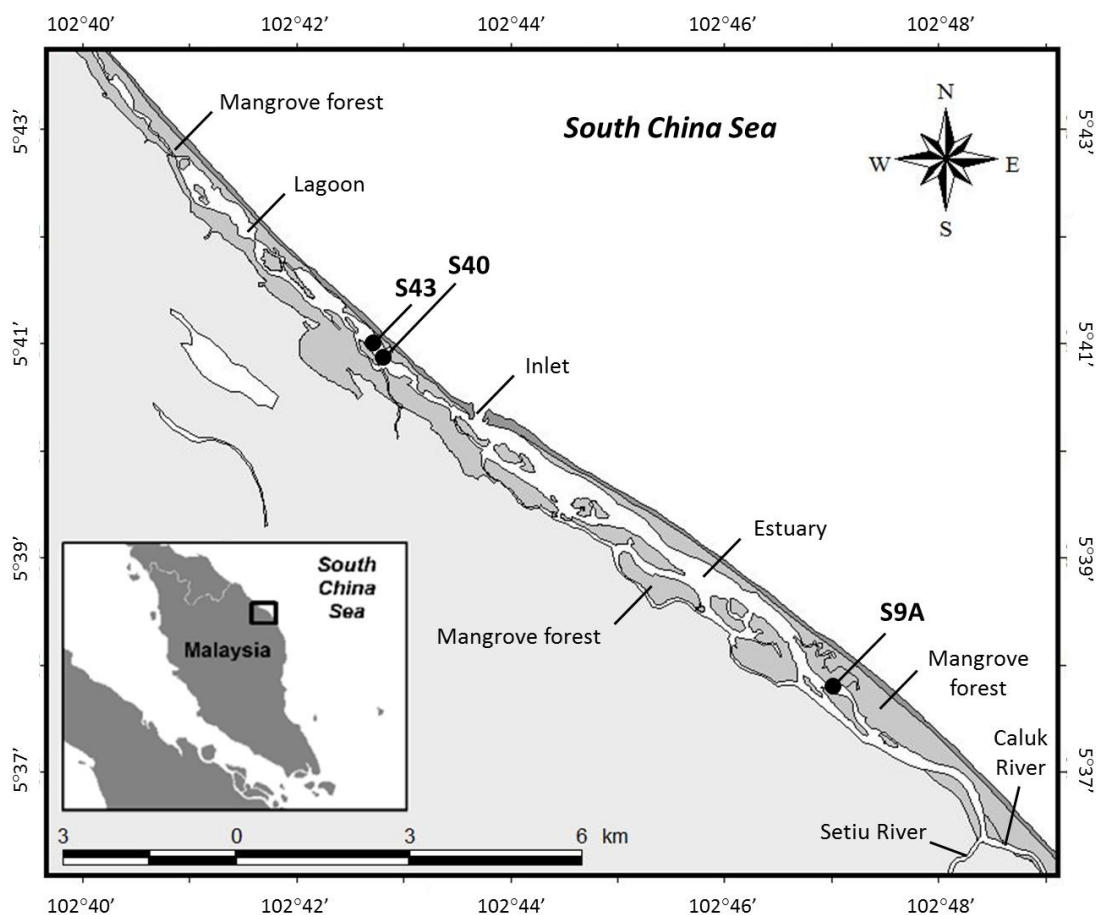 102°40’ 102°42’ 102°44’ 102°46’ 102°48’
5°43’ 5°43’
Mangrove forest
South China Sea
N
W E
S
Lagoon
S40
S43
5°41’ 5°41’
Inlet
5°39’ 5°39’
Estuary
South
China
Sea
Malaysia
Mangrove forest
S9A
Mangrove
forest
Caluk
River
5°37’ 5°37’
Setiu River
3 0 3 6 km
102°40’ 102°42’ 102°44’ 102°46’ 102°48’